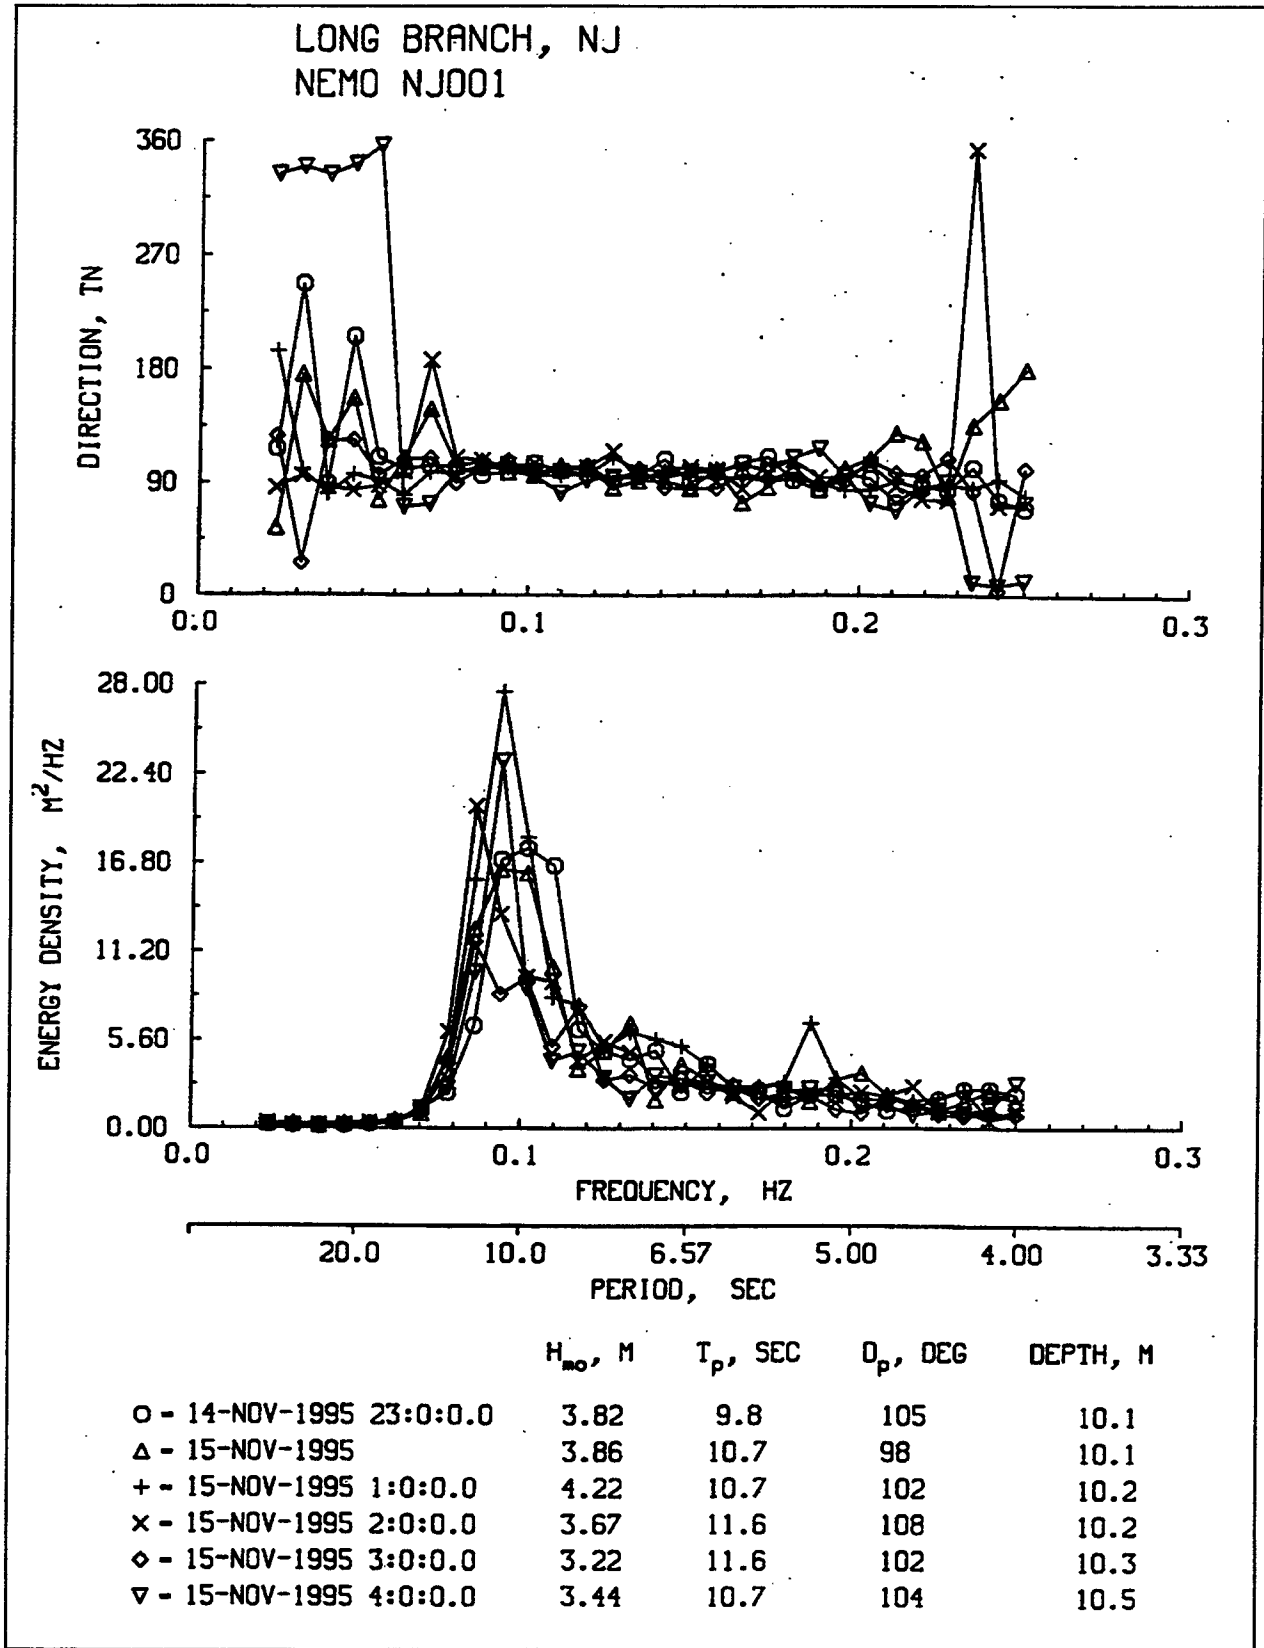 LONG BRANCH, NJ
NEMO NJ001
360
270
180
90
0
DIRECTION, TN
0.0 0.1 0.2 0.3
28.00
22.40
16.80
11.20
5.60
0.00
ENERGY DENSITY, M²/HZ
0.0 0.1 0.2 0.3
FREQUENCY, HZ
20.0 10.0 6.57 5.00 4.00 3.33
PERIOD, SEC
Hmo, M Tp, SEC Dp, DEG DEPTH, M
O - 14-NOV-1995 23:0:0.0 3.82 9.8 105 10.1
Δ - 15-NOV-1995 3.86 10.7 98 10.1
+ - 15-NOV-1995 1:0:0.0 4.22 10.7 102 10.2
× - 15-NOV-1995 2:0:0.0 3.67 11.6 108 10.2
◇ - 15-NOV-1995 3:0:0.0 3.22 11.6 102 10.3
∇ - 15-NOV-1995 4:0:0.0 3.44 10.7 104 10.5